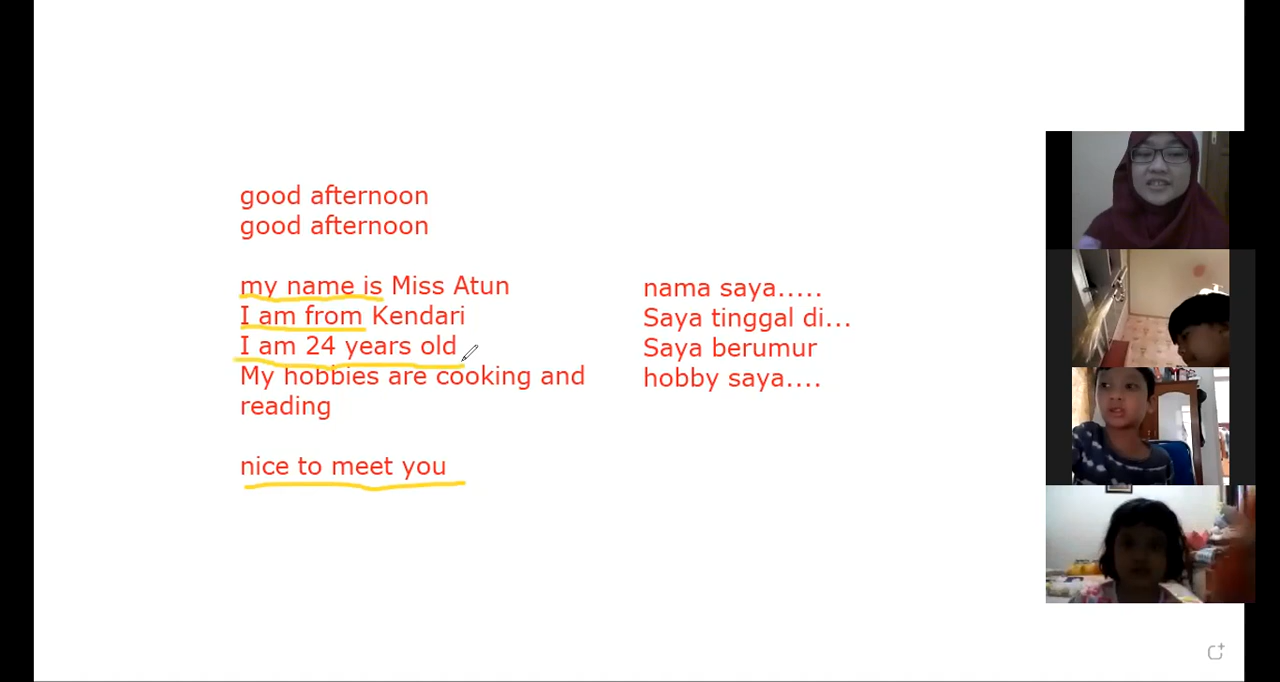 good afternoon
good afternoon
my name is Miss Atun
I am from Kendari
I am 24 years old
My hobbies are cooking and
reading
nice to meet you
nama saya.....
Saya tinggal di...
Saya berumur
hobby saya....